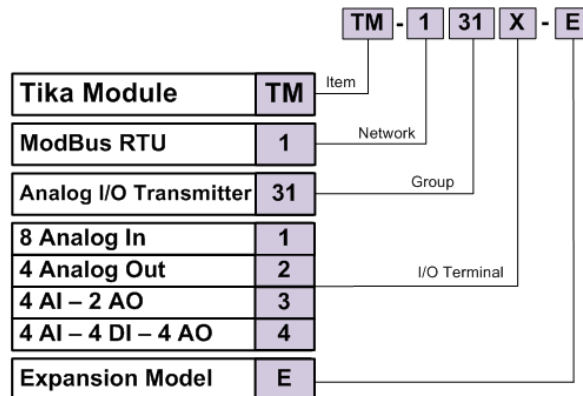 TM - 1 31 X - E
Item
Tika Module TM
Network
ModBus RTU 1
Group
Analog I/O Transmitter 31
8 Analog In 1
4 Analog Out 2
I/O Terminal
4 AI – 2 AO 3
4 AI – 4 DI – 4 AO 4
Expansion Model E